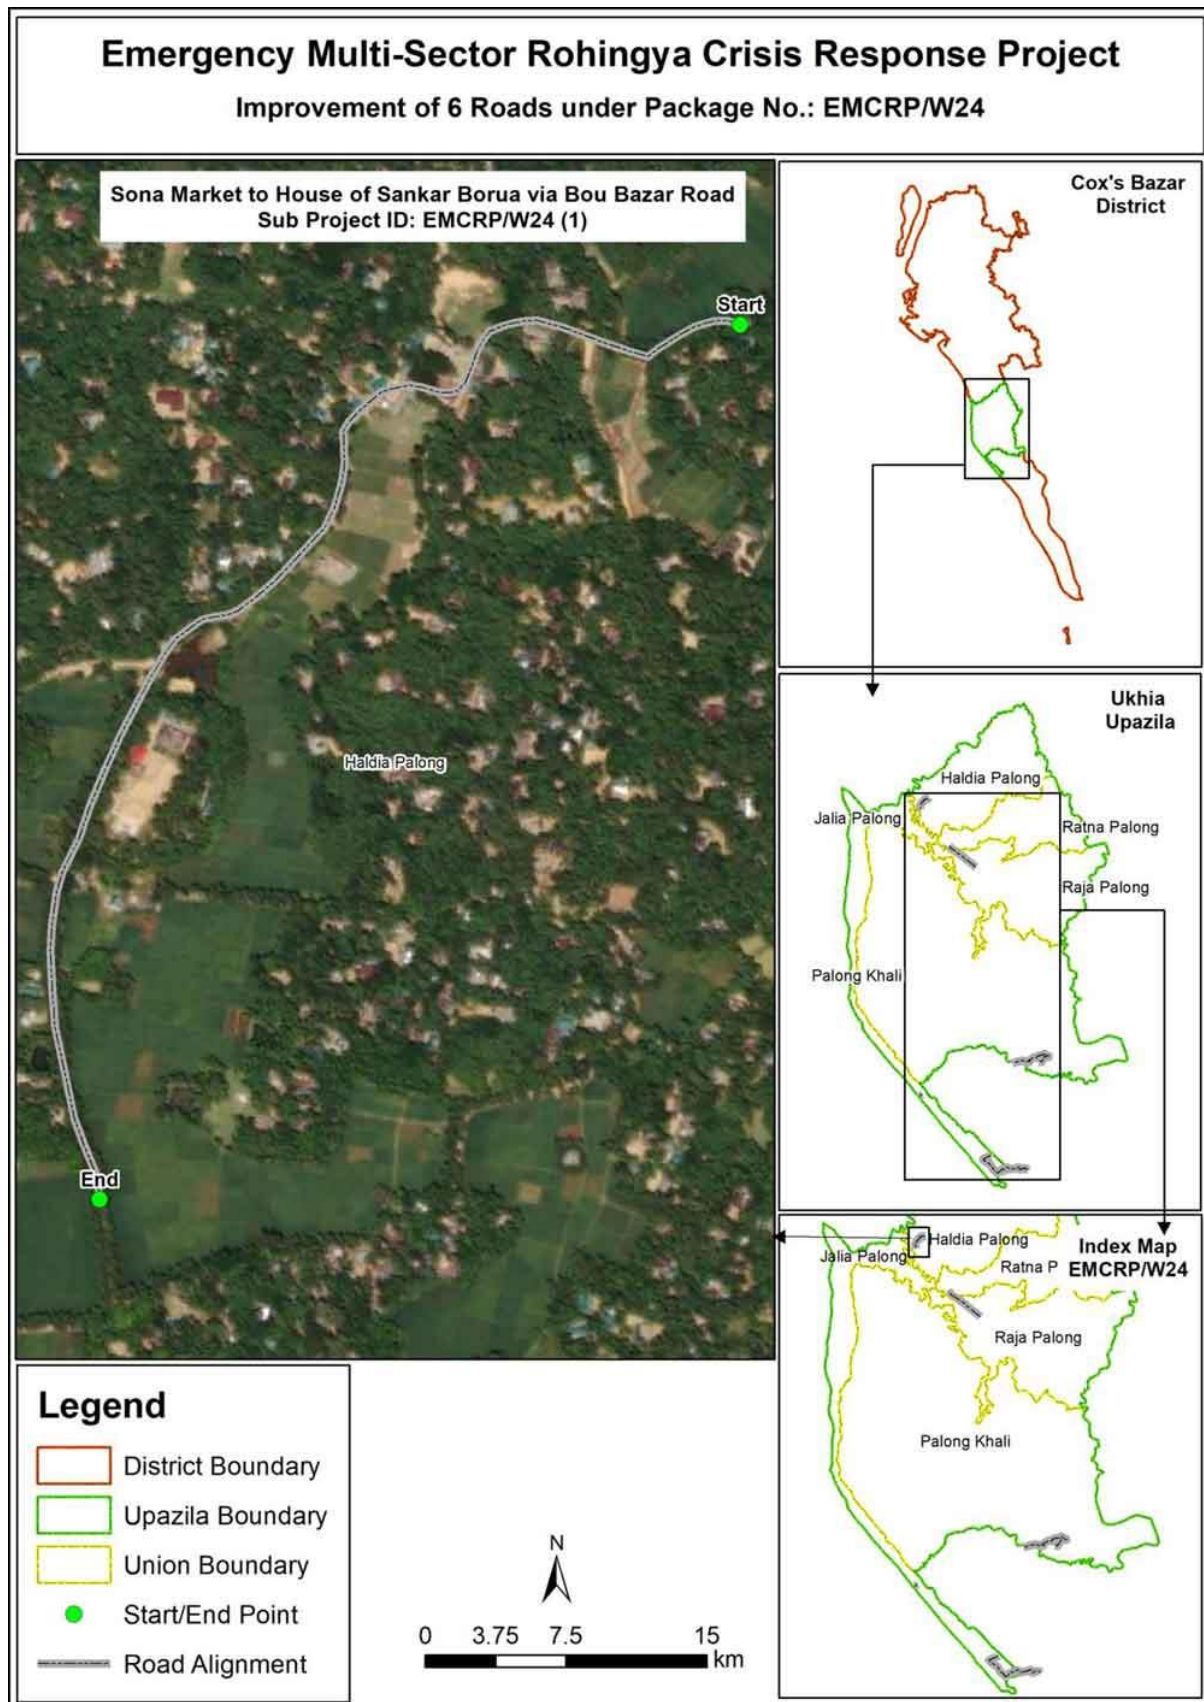 Emergency Multi-Sector Rohingya Crisis Response Project
Improvement of 6 Roads under Package No.: EMCRP/W24
Sona Market to House of Sankar Borua via Bou Bazar Road
Sub Project ID: EMCRP/W24 (1)
Start
Haldia Palong
End
Cox's Bazar
District
Ukhia
Upazila
Haldia Palong
Jalia Palong
Ratna Palong
Raja Palong
Palong Khali
Index Map
EMCRP/W24
Haldia Palong
Jalia Palong
Ratna P
Raja Palong
Palong Khali
Legend
District Boundary
Upazila Boundary
Union Boundary
Start/End Point
Road Alignment
N
0 3.75 7.5 15
km